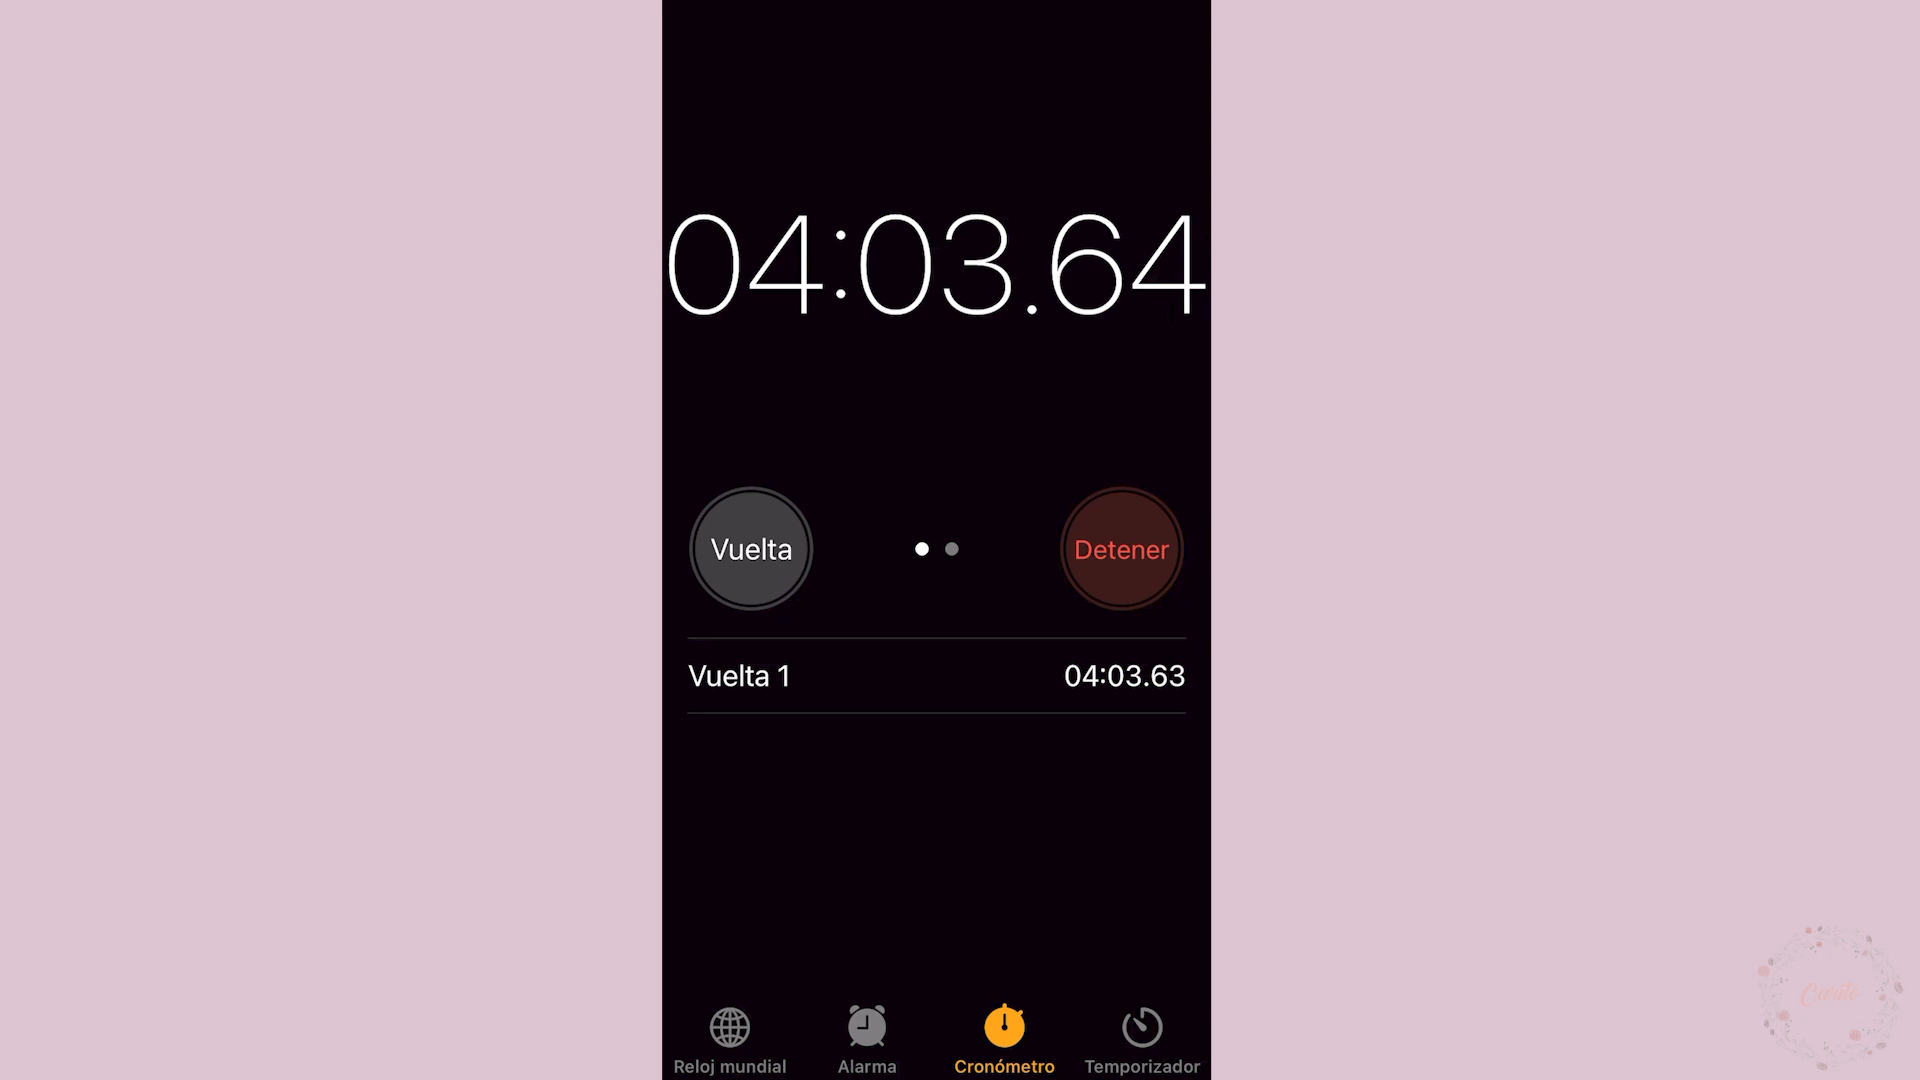 04:03.64
Vuelta
Detener
Vuelta 1 04:03.63
Reloj mundial
Alarma
Cronómetro
Temporizador